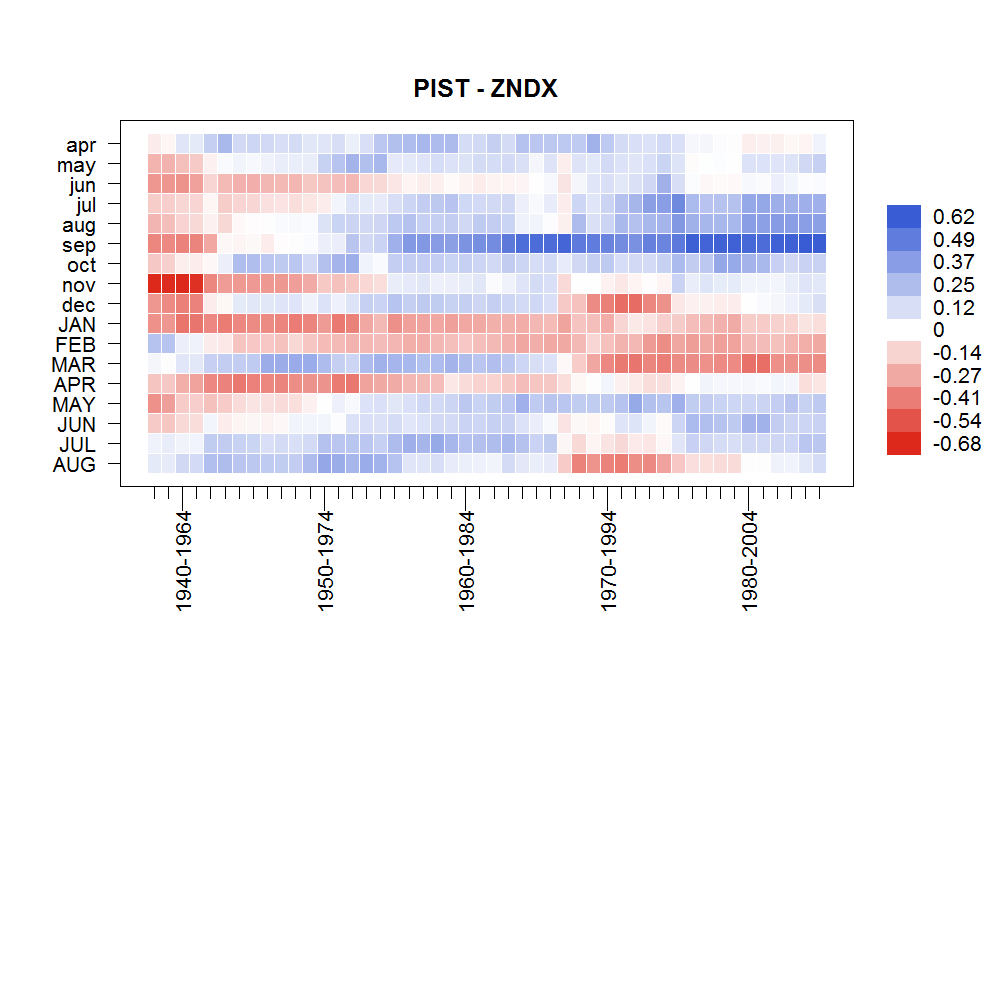 PIST - ZNDX
apr
may
jun
jul
aug
sep
oct
nov
dec
JAN
FEB
MAR
APR
MAY
JUN
JUL
AUG
1940-1964
1950-1974
1960-1984
1970-1994
1980-2004
0.62
0.49
0.37
0.25
0.12
0
-0.14
-0.27
-0.41
-0.54
-0.68